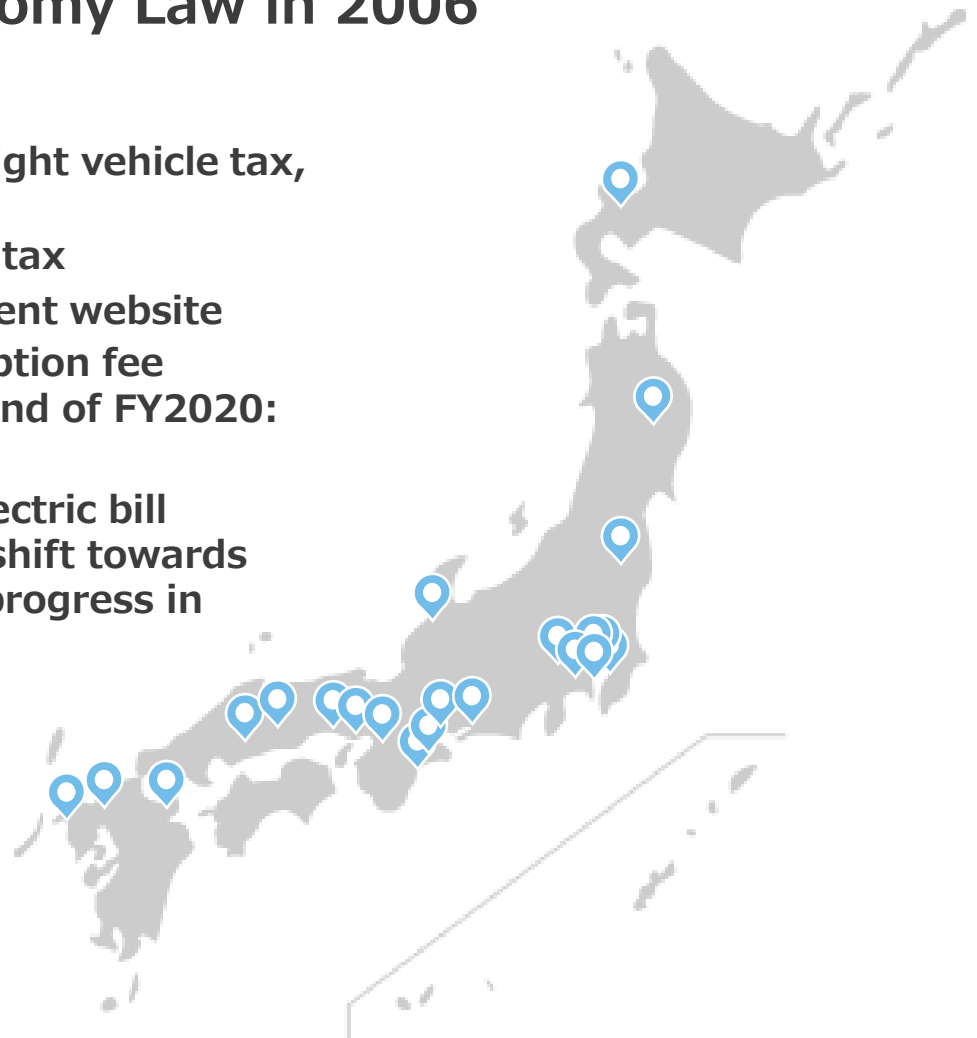 omy Law in 2006
ight vehicle tax,
tax
ent website
ption fee
nd of FY2020:
ectric bill
shift towards
progress in